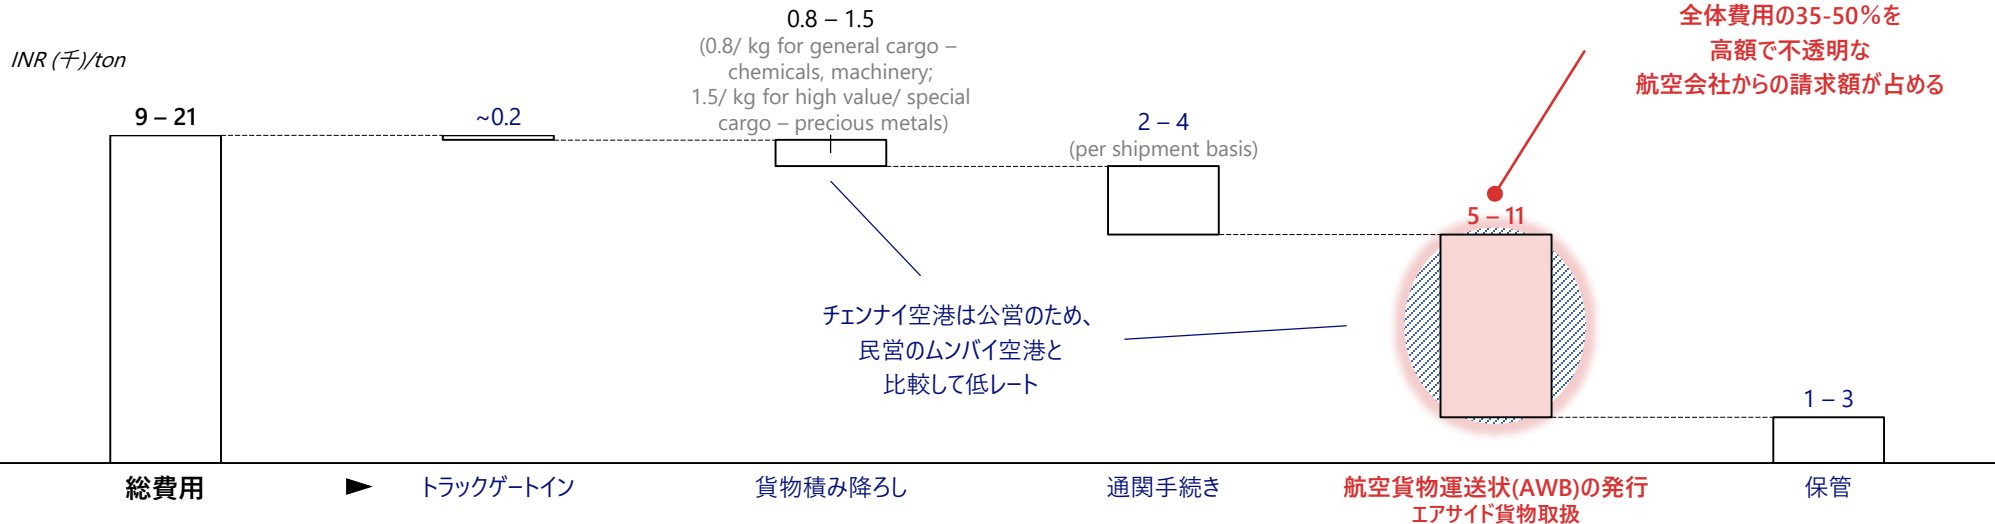 INR (千)/ton
9 – 21
~0.2
0.8 – 1.5
(0.8/ kg for general cargo –
chemicals, machinery;
1.5/ kg for high value/ special
cargo – precious metals)
2 – 4
(per shipment basis)
全体費用の35-50%を
高額で不透明な
航空会社からの請求額が占める
5 – 11
チェンナイ空港は公営のため、
民営のムンバイ空港と
比較して低レート
1 – 3
総費用
トラックゲートイン
貨物積み降ろし
通関手続き
航空貨物運送状(AWB)の発行
エアサイド貨物取扱
保管